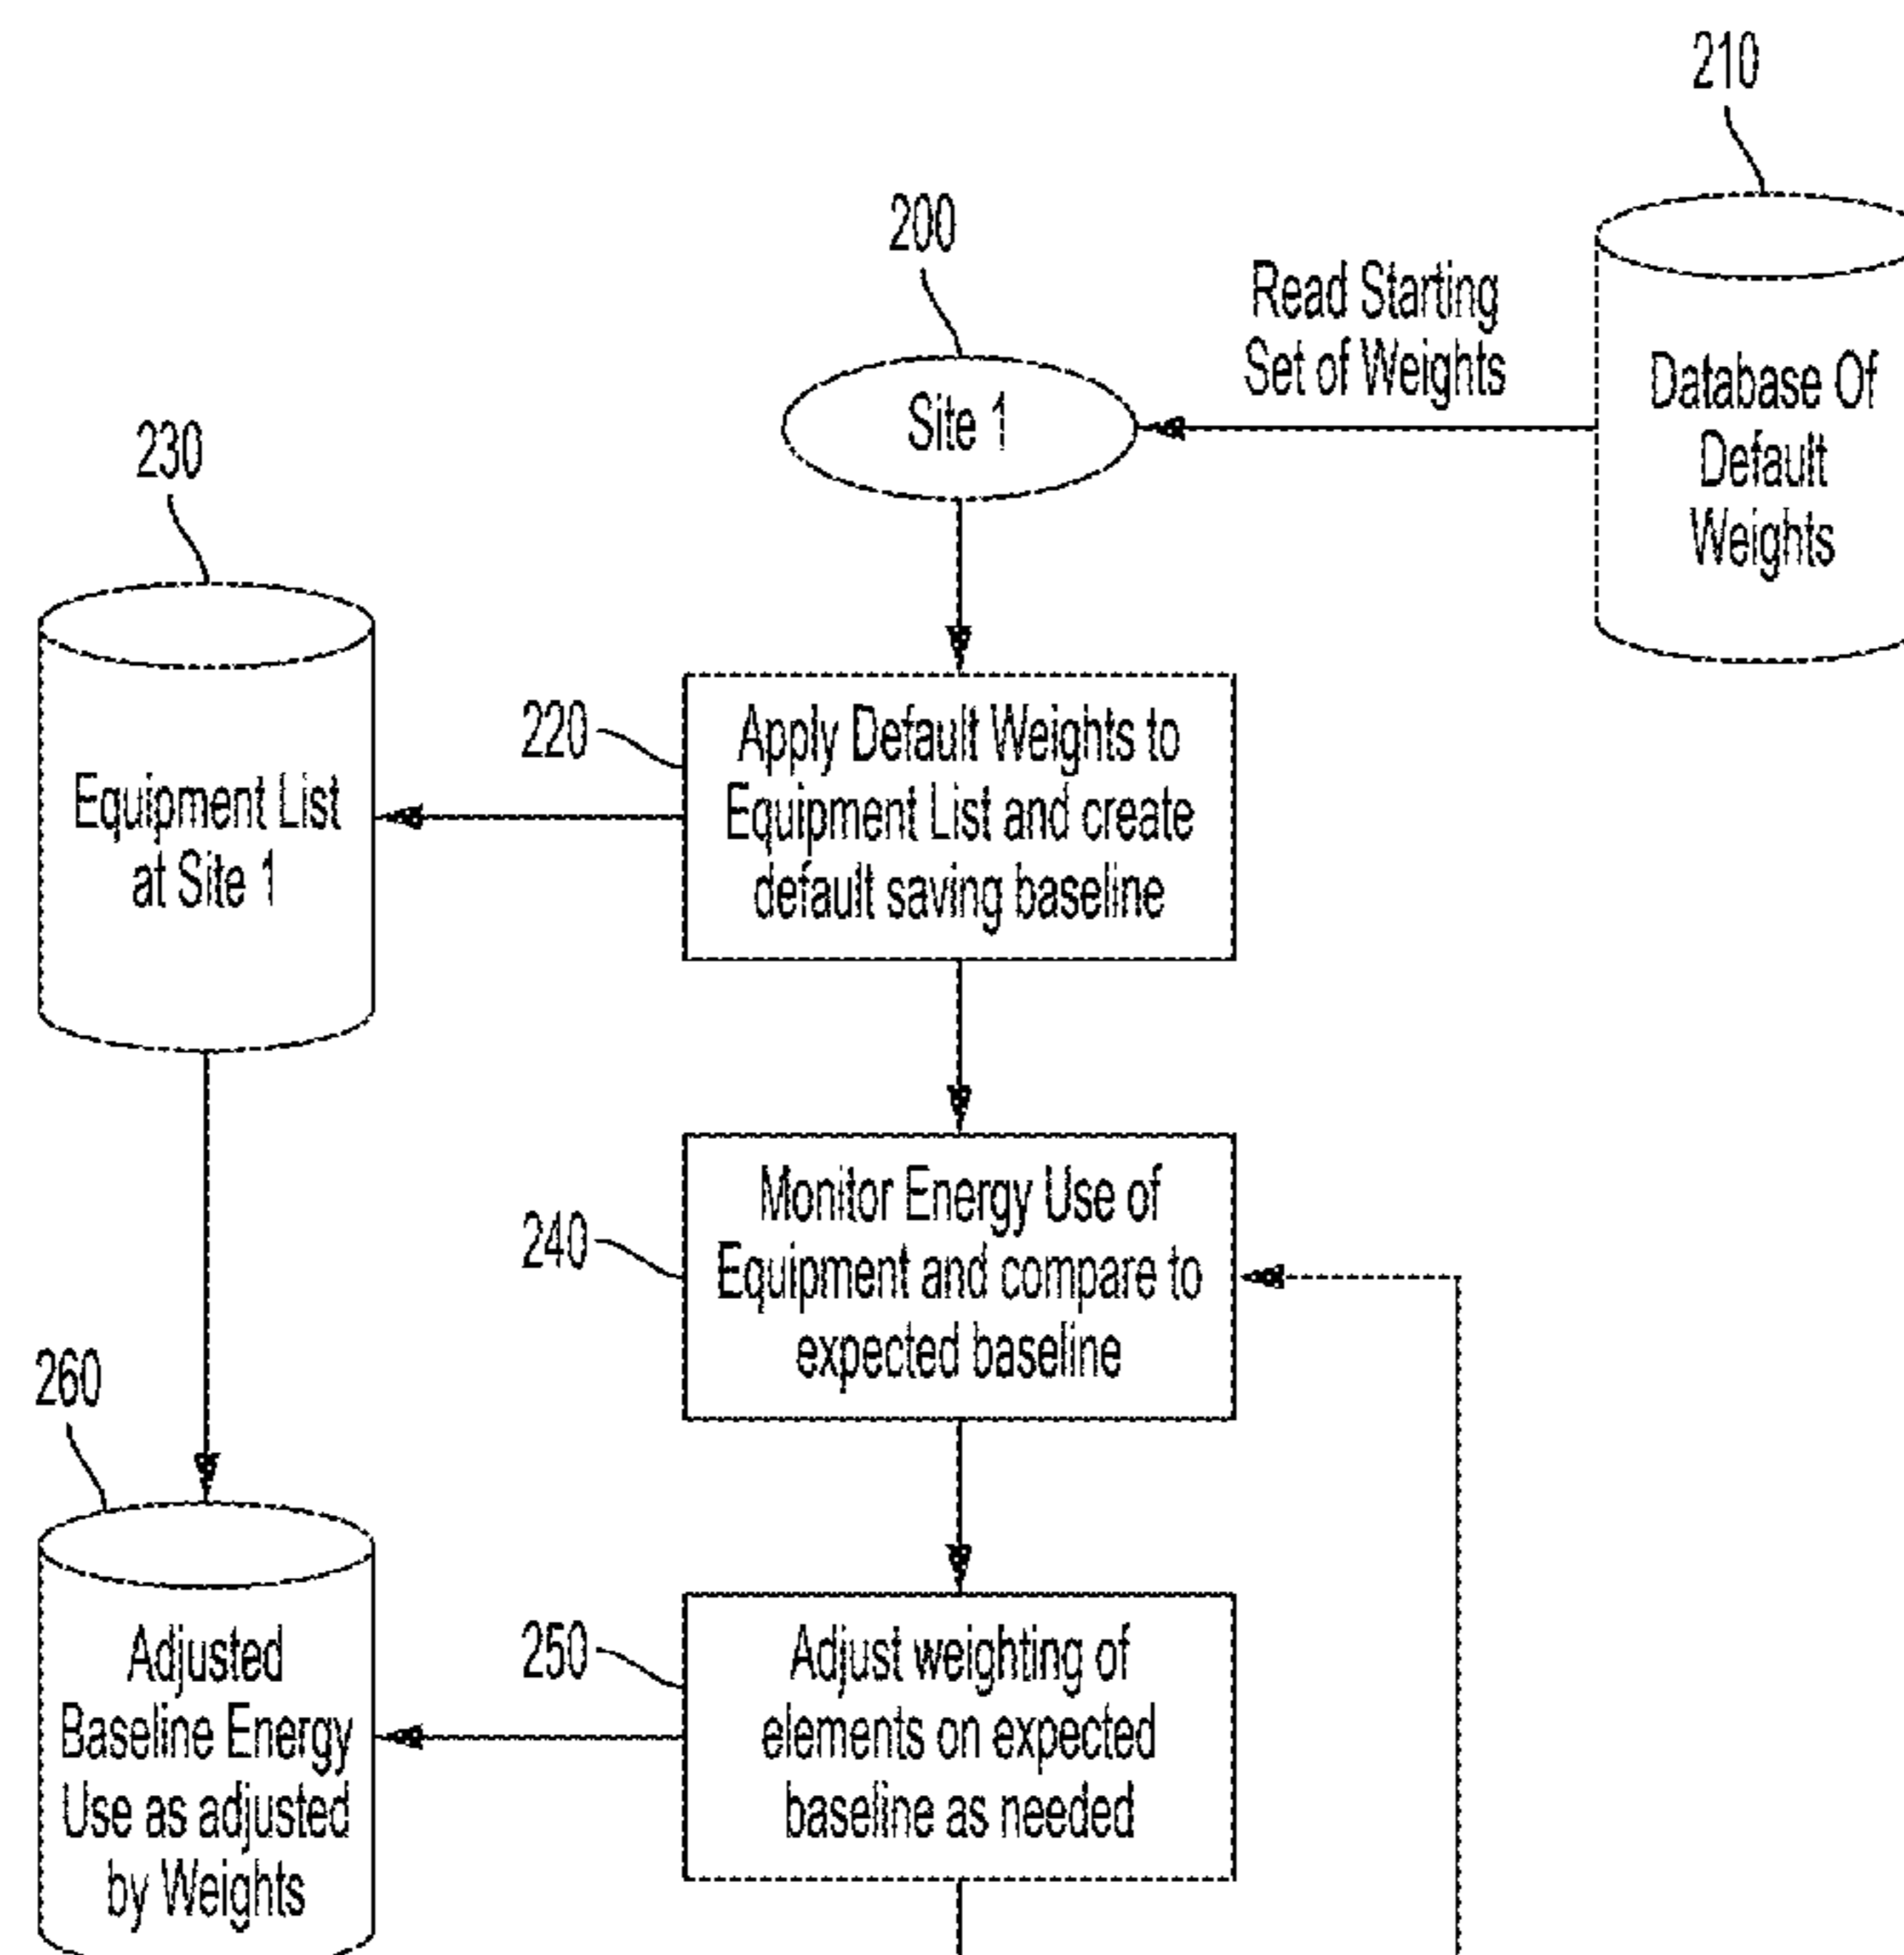 210
200
Read Starting
Set of Weights
Site 1
Database Of
Default
Weights
230
Equipment List
at Site 1
220
Apply Default Weights to
Equipment List and create
default saving baseline
240
Monitor Energy Use of
Equipment and compare to
expected baseline
260
Adjusted
Baseline Energy
Use as adjusted
by Weights
250
Adjust weighting of
elements on expected
baseline as needed